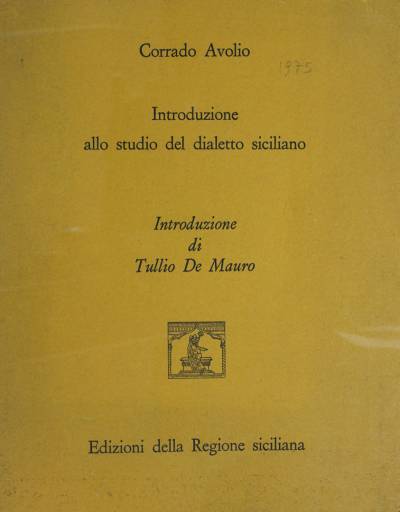 Corrado Avolio
1975
Introduzione
allo studio del dialetto siciliano
Introduzione
di
Tullio De Mauro
Edizioni della Regione siciliana